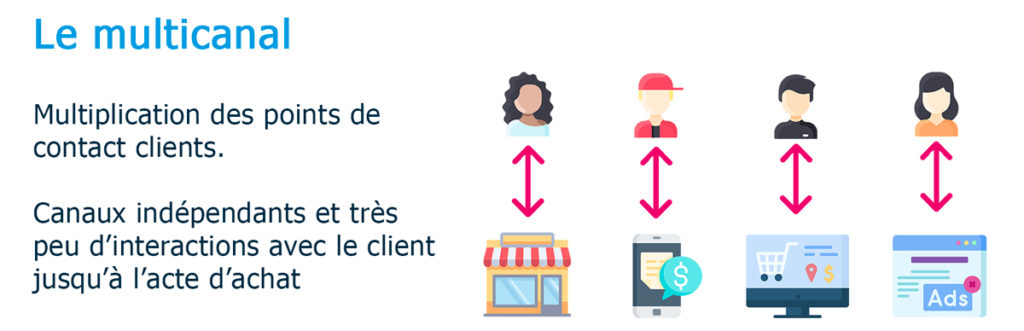 Le multicanal
Multiplication des points de
contact clients.
Canaux indépendants et très
peu d'interactions avec le client
jusqu'à l'acte d'achat
$
$
Ads